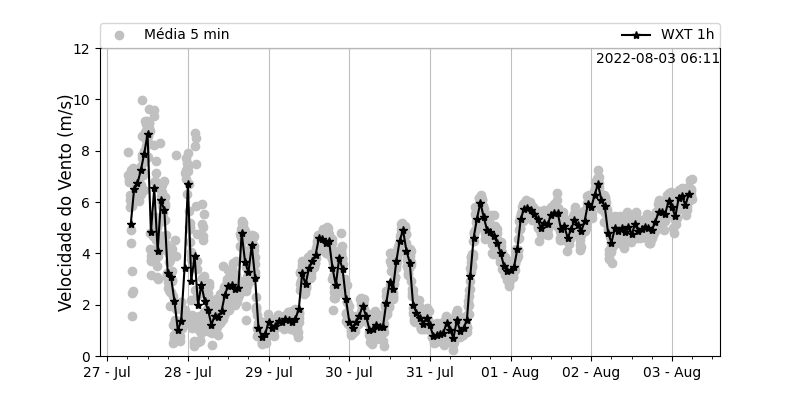 Média 5 min
WXT 1h
2022-08-03 06:11
Velocidade do Vento (m/s)
12
10
8
6
4
2
0
27 - Jul
28 - Jul
29 - Jul
30 - Jul
31 - Jul
01 - Aug
02 - Aug
03 - Aug